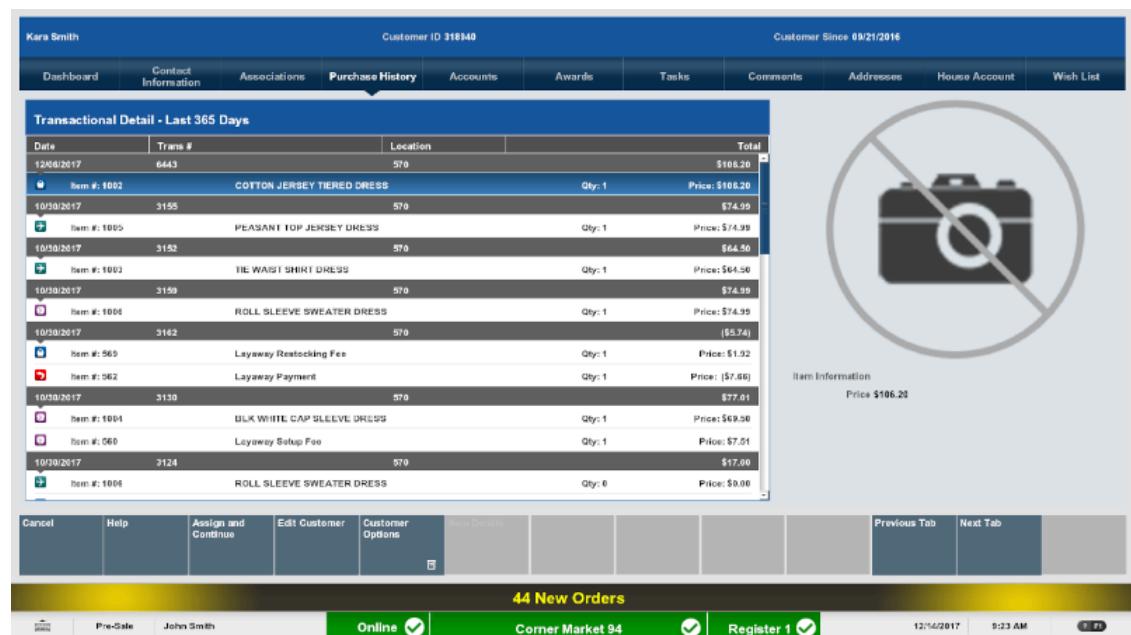 Kara Smith Customer ID 318940 Customer Since 09/21/2016
Dashboard Contact Information Associations Purchase History Accounts Awards Tasks Comments Addresses House Account Wish List
Transactional Detail - Last 365 Days
Date Trans # Location Total
12/06/2017 6443 570 $106.20
Item #: 1002 COTTON JERSEY TIERED DRESS Qty: 1 Price: $106.20
10/30/2017 3155 570 $74.99
Item #: 1005 PEASANT TOP JERSEY DRESS Qty: 1 Price: $74.99
10/30/2017 3152 570 $64.50
Item #: 1003 TIE WAIST SHIRT DRESS Qty: 1 Price: $64.50
10/30/2017 3159 570 $74.99
Item #: 1006 ROLL SLEEVE SWEATER DRESS Qty: 1 Price: $74.99
10/30/2017 3162 570 ($5.74)
Item #: 569 Layaway Restocking Fee Qty: 1 Price: $1.92
Item #: 562 Layaway Payment Qty: 1 Price: ($7.66)
10/30/2017 3130 570 $77.01
Item #: 1004 BLK WHITE CAP SLEEVE DRESS Qty: 1 Price: $69.50
Item #: 560 Layaway Setup Fee Qty: 1 Price: $7.51
10/30/2017 3124 570 $17.00
Item #: 1006 ROLL SLEEVE SWEATER DRESS Qty: 0 Price: $0.00
Item Information
Price $106.20
Cancel Help Assign and Continue Edit Customer Customer Options Previous Tab Next Tab
44 New Orders
Pre-Sale John Smith Online Corner Market 94 Register 1 12/14/2017 9:23 AM